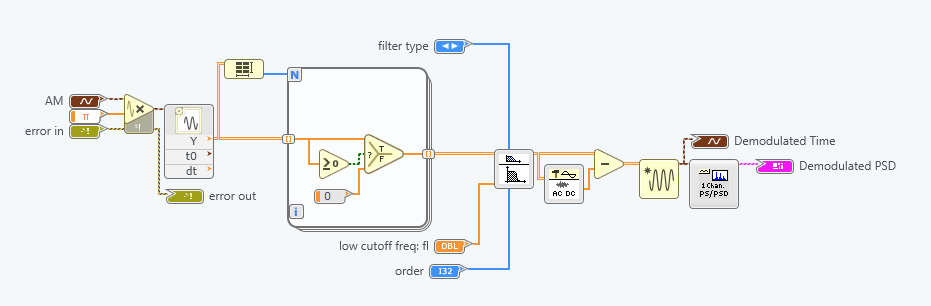 filter type
N
AM
π
error in
Y
t0
dt
error out
≥0
?
T
F
0
i
AC DC
1 Chan.
PS/PSD
Demodulated Time
Demodulated PSD
low cutoff freq: fl
DBL
order
I32